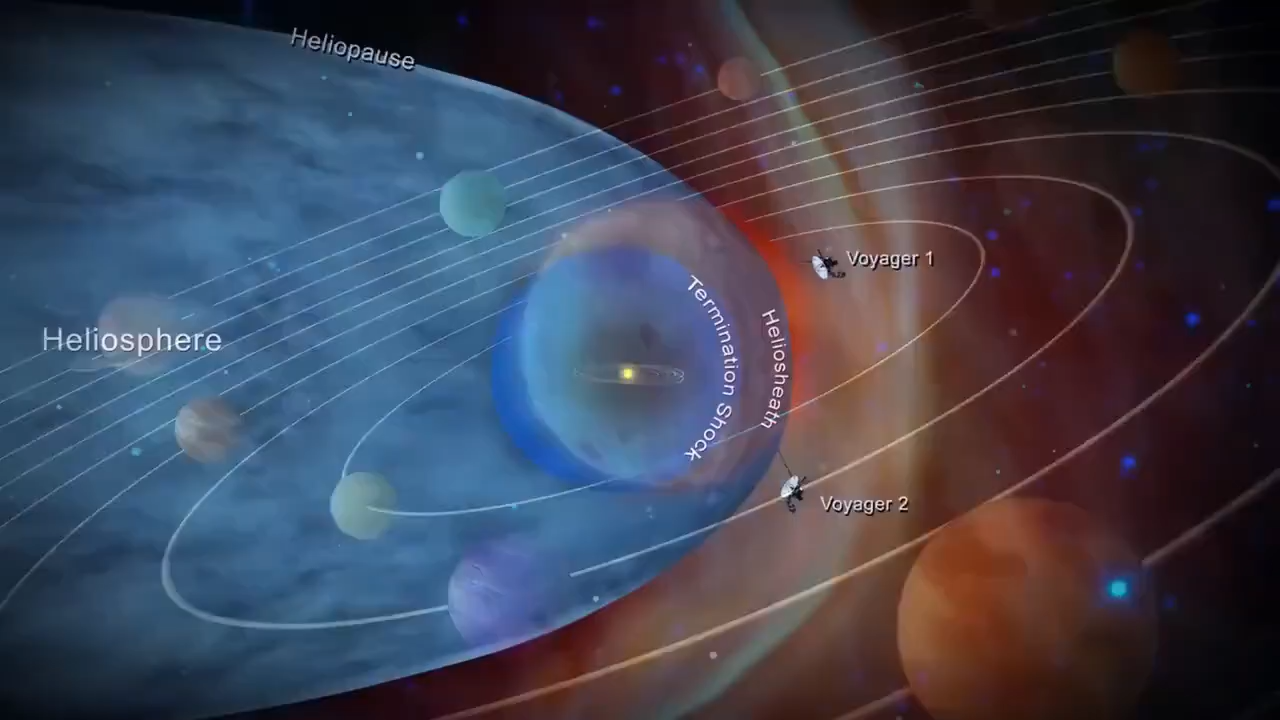 Heliopause
Voyager 1
Heliosphere
Termination Shock
Heliosheath
Voyager 2